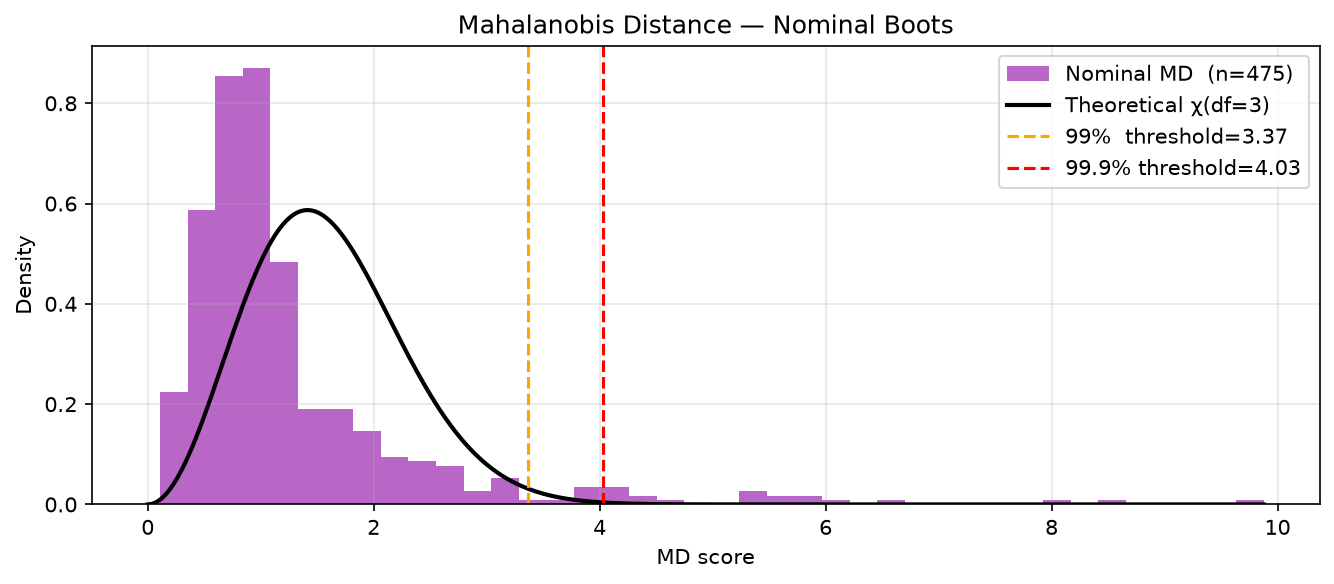 Mahalanobis Distance — Nominal Boots
Nominal MD  (n=475)
Theoretical χ(df=3)
99%  threshold=3.37
99.9% threshold=4.03
Density
0.8
0.6
0.4
0.2
0.0
0 2 4 6 8 10
MD score